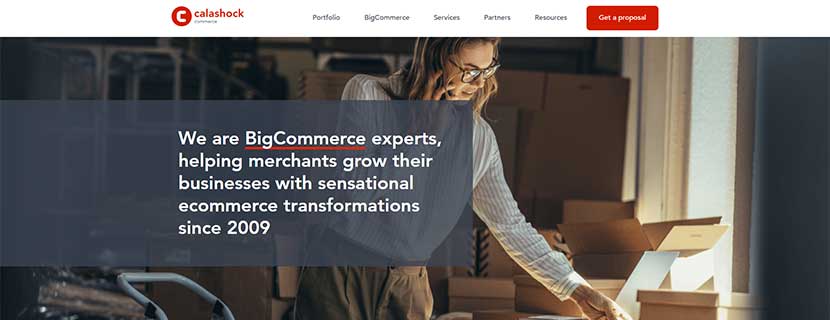 calashock
commerce
Portfolio
BigCommerce
Services
Partners
Resources
Get a proposal
We are BigCommerce experts,
helping merchants grow their
businesses with sensational
ecommerce transformations
since 2009